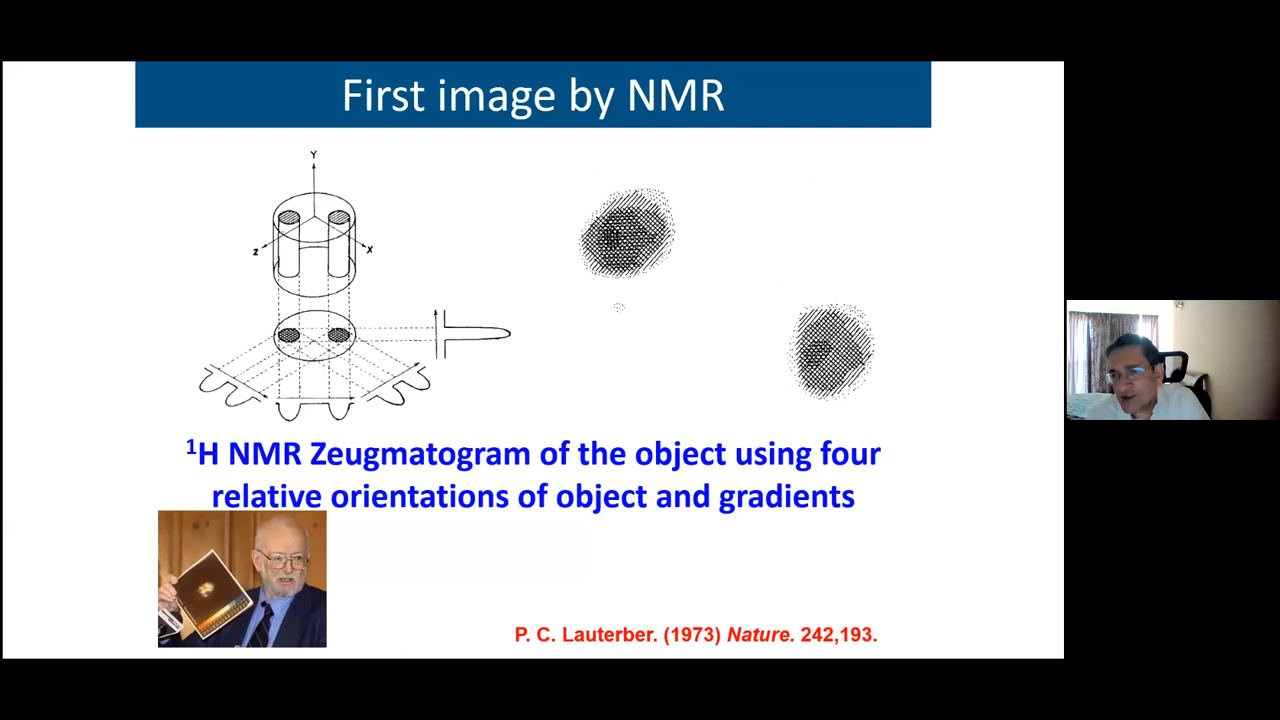 First image by NMR
Y
Z
X
¹H NMR Zeugmatogram of the object using four
relative orientations of object and gradients
P. C. Lauterber. (1973) Nature. 242,193.